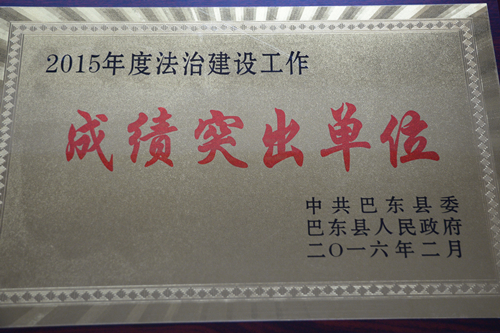 2015年度法治建设工作
成绩突出单位
中共巴东县委
巴东县人民政府
二〇一六年二月